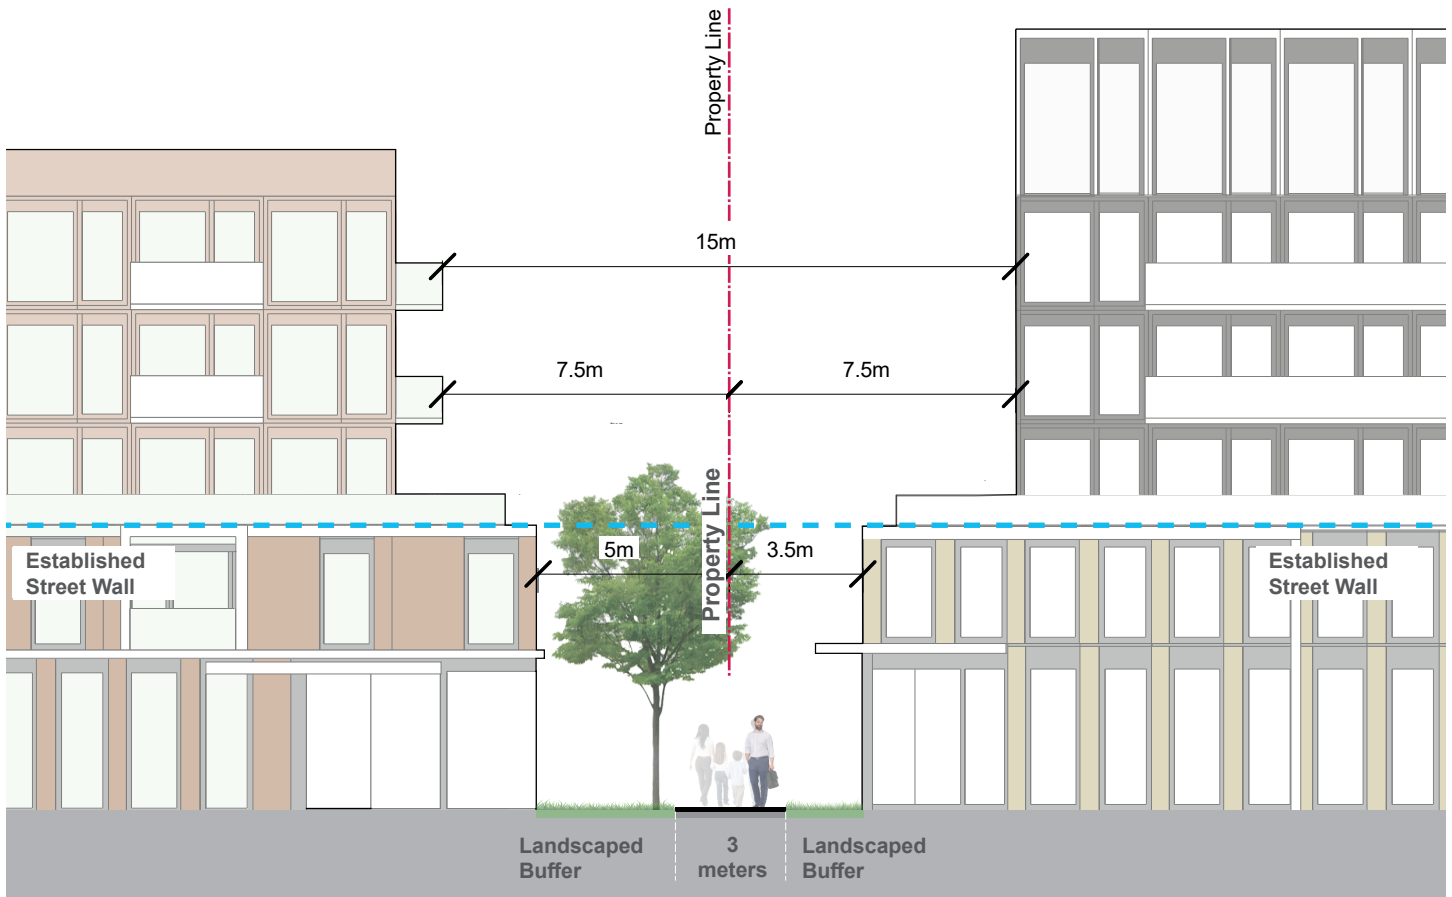 Property Line
15m
7.5m
7.5m
Property Line
5m
3.5m
Established
Street Wall
Established
Street Wall
Landscaped
Buffer
3
meters
Landscaped
Buffer